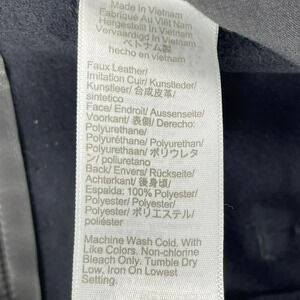 Made in Vietnam
Fabriqué Au Viêt Nam
Hergestellt In Vietnam
Vervaardigd In Vietnam
ベトナム製
hecho en vietnam
Faux Leather/
Imitation Cuir/ Kunstleder/
Kunstleer/ 合成皮革/
sintetico
Face/ Endroit/ Aussenseite/
Voorkant/ 表側/ Derecho:
Polyurethane/
Polyuréthane/ Polyurethan/
Polyurethaan/ ポリウレタ
ン/ poliuretano
Back/ Envers/ Rückseite/
Achterkant/ 後身頃/
Espalda: 100% Polyester/
Polyester/ Polyester/
Polyester/ ポリエステル/
poliéster
Machine Wash Cold. With
Like Colors. Non-chlorine
Bleach Only. Tumble Dry
Low. Iron On Lowest
Setting.